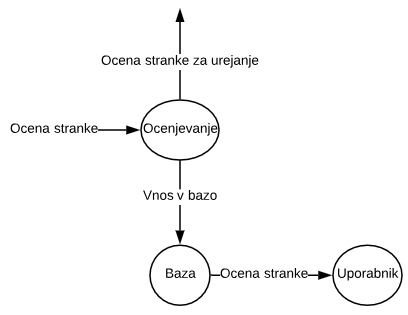 Ocena stranke za urejanje
Ocena stranke
Ocenjevanje
Vnos v bazo
Baza
Ocena stranke
Uporabnik